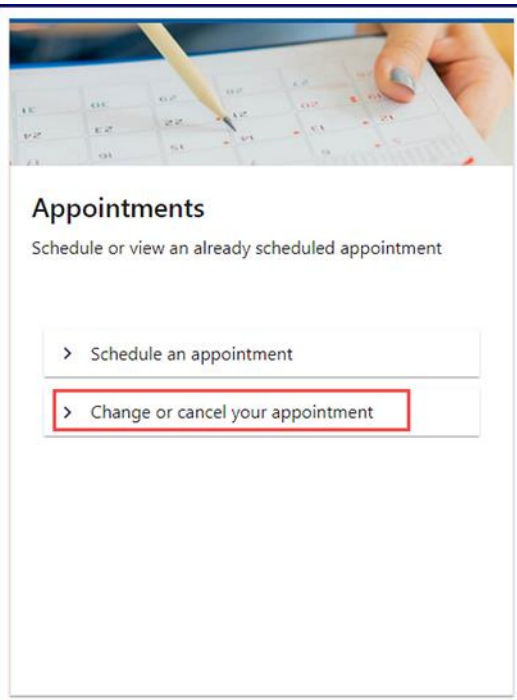 Appointments
Schedule or view an already scheduled appointment
Schedule an appointment
Change or cancel your appointment